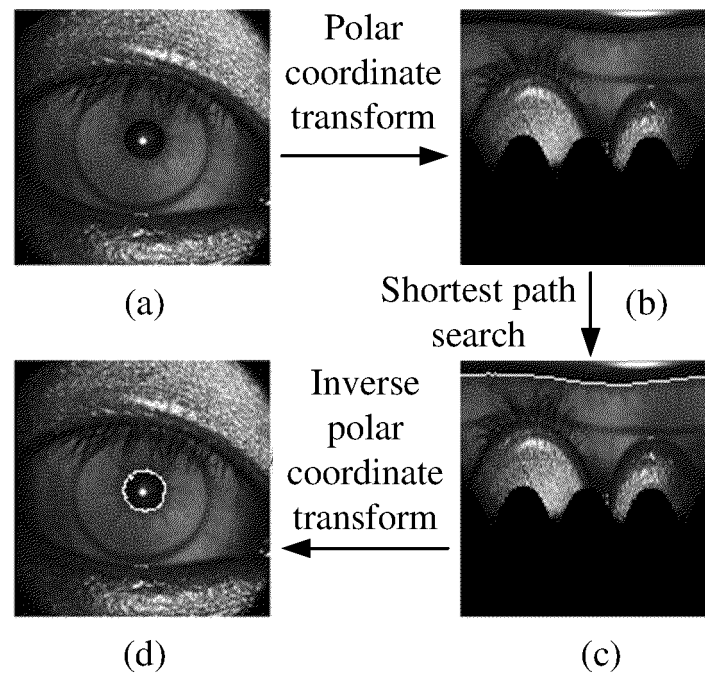 Polar
coordinate
transform
(a)
(b)
Shortest path
search
(c)
Inverse
polar
coordinate
transform
(d)